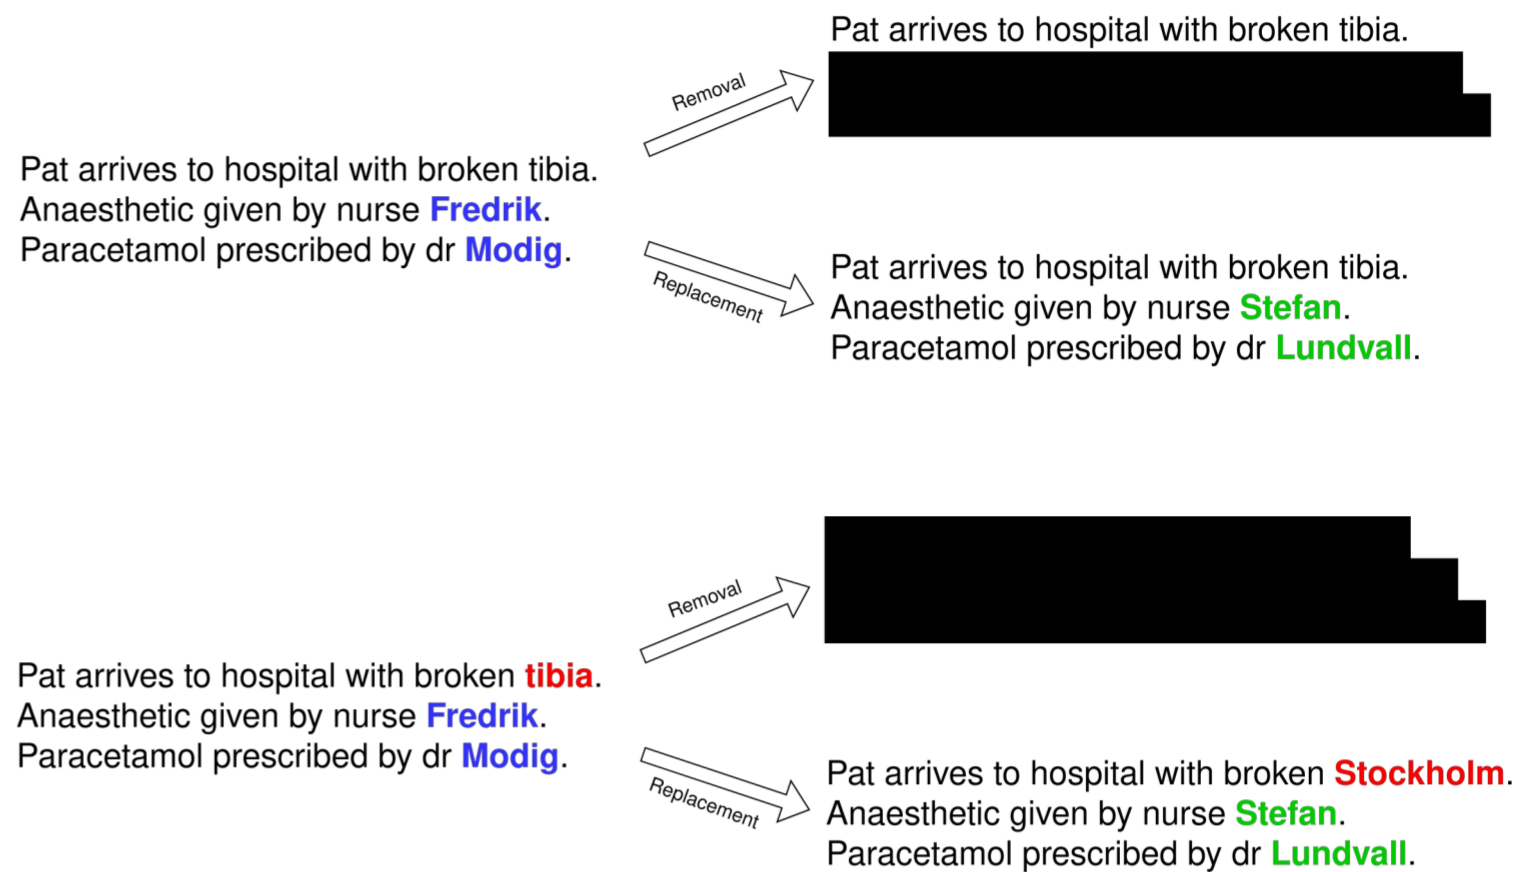 Pat arrives to hospital with broken tibia.
Removal
Pat arrives to hospital with broken tibia.
Anaesthetic given by nurse Fredrik.
Paracetamol prescribed by dr Modig.
Replacement
Pat arrives to hospital with broken tibia.
Anaesthetic given by nurse Stefan.
Paracetamol prescribed by dr Lundvall.
Removal
Pat arrives to hospital with broken tibia.
Anaesthetic given by nurse Fredrik.
Paracetamol prescribed by dr Modig.
Replacement
Pat arrives to hospital with broken Stockholm.
Anaesthetic given by nurse Stefan.
Paracetamol prescribed by dr Lundvall.